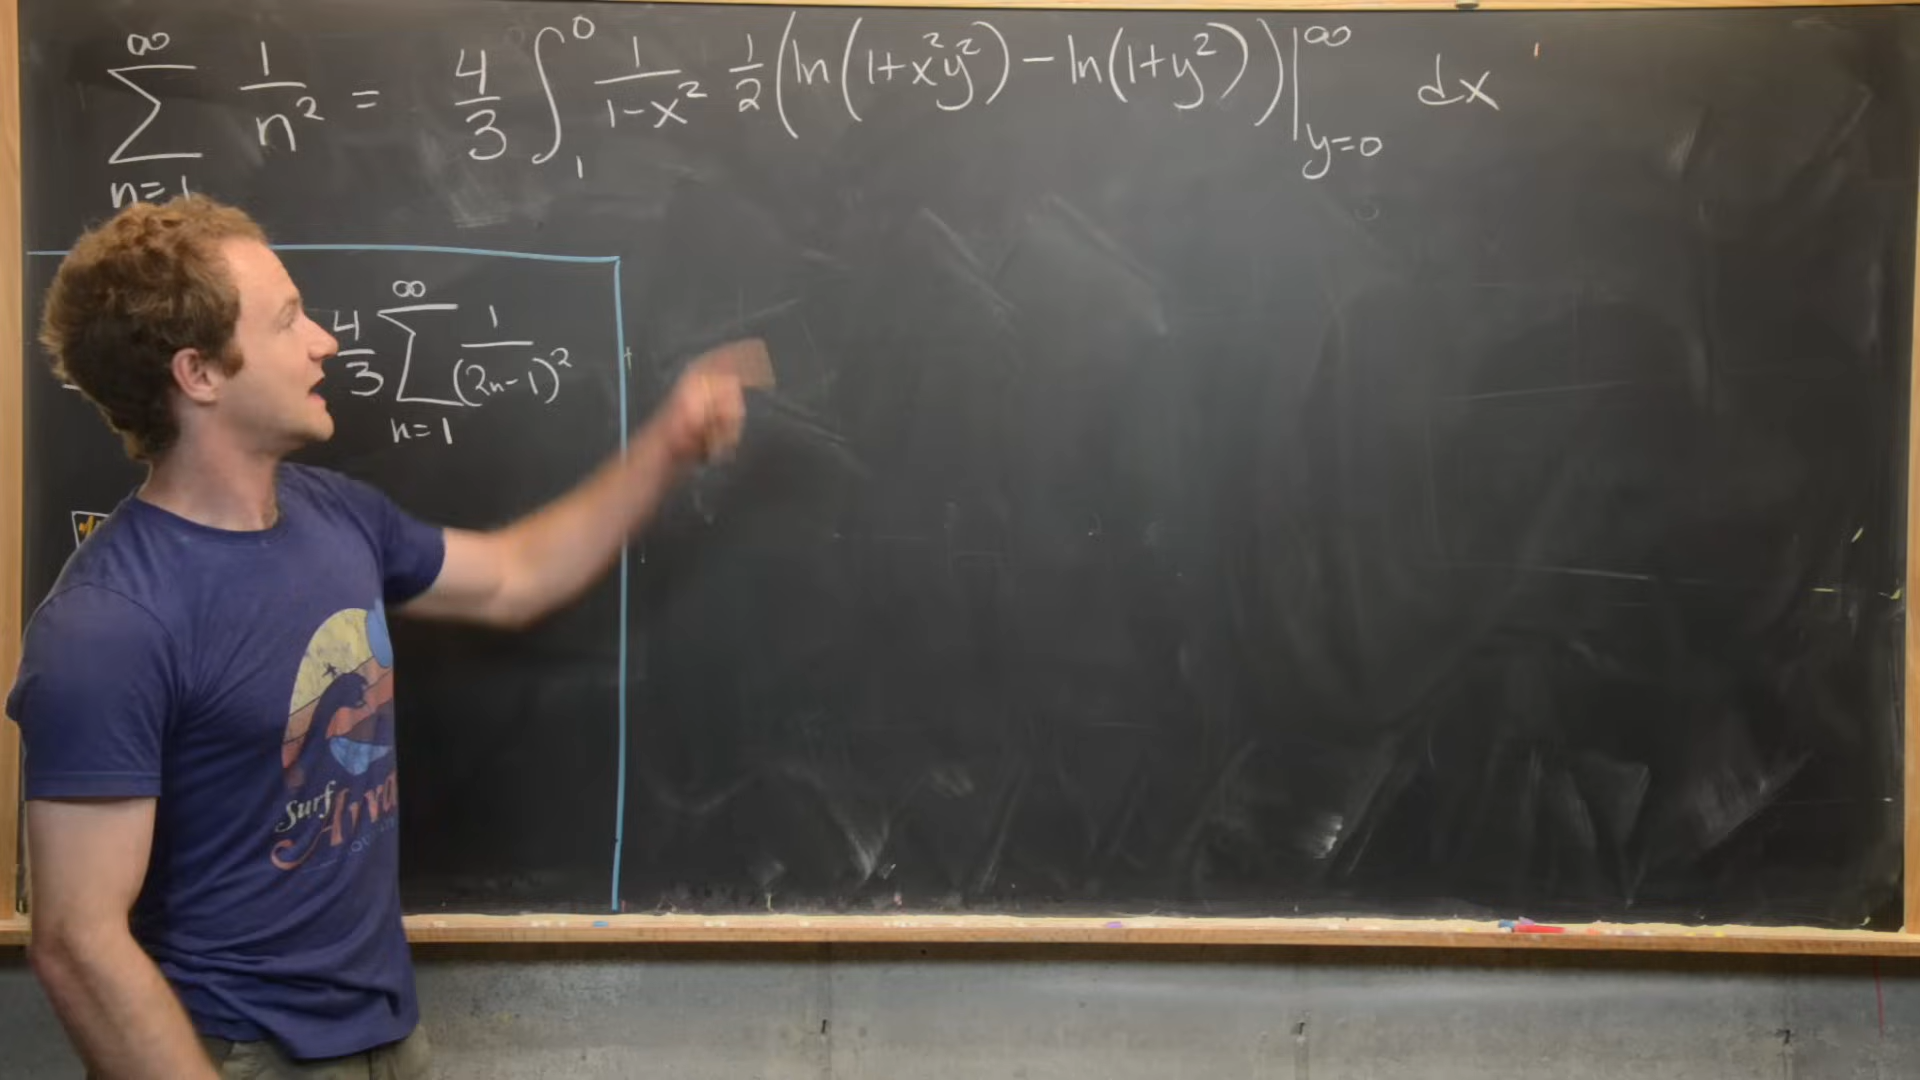 ∞ ∑ n=1 1/n² = 4/3 ∫₁⁰ 1/(1-x²) 1/2 (ln(1+x²y²) - ln(1+y²)) |_{y=0}^∞ dx
4/3 ∑_{n=1}^∞ 1/(2n-1)²
Surf